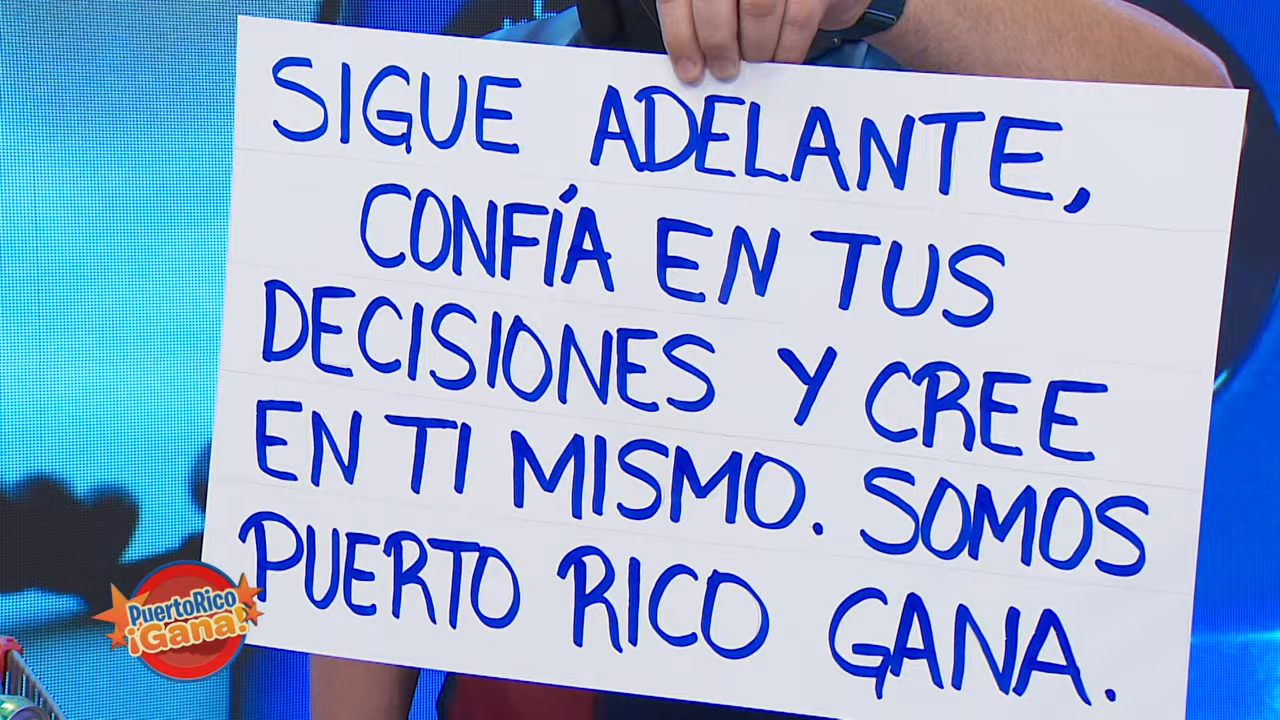 SIGUE ADELANTE,
CONFÍA EN TUS
DECISIONES Y CREE
EN TI MISMO. SOMOS
PUERTO RICO GANA.
PuertoRico
¡Gana!